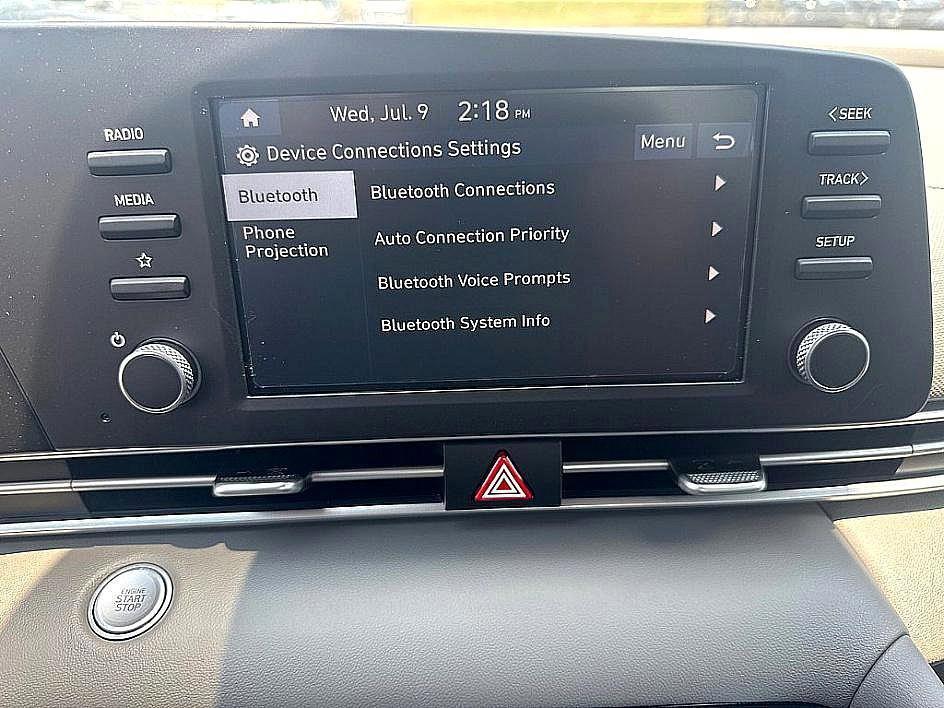 Wed, Jul. 9 2:18 PM
Device Connections Settings
Menu
Bluetooth
Phone
Projection
Bluetooth Connections
Auto Connection Priority
Bluetooth Voice Prompts
Bluetooth System Info
RADIO
MEDIA
<SEEK
TRACK>
SETUP
ENGINE
START
STOP